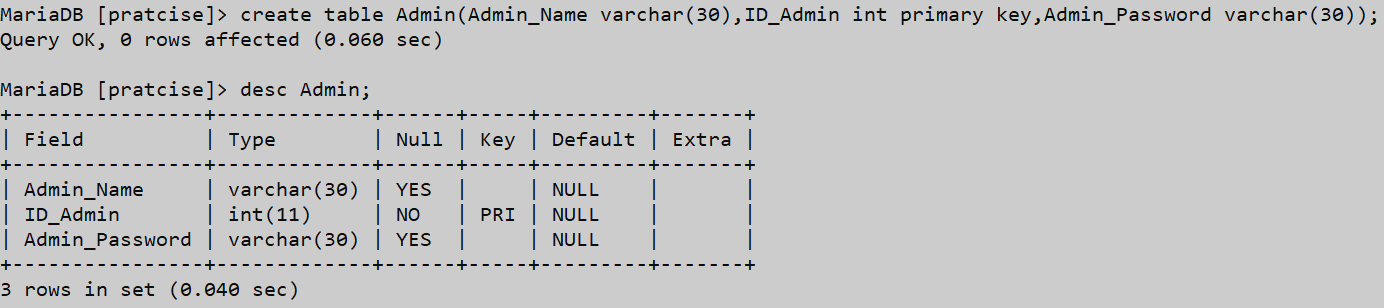 MariaDB [pratcise]> create table Admin(Admin_Name varchar(30),ID_Admin int primary key,Admin_Password varchar(30));
Query OK, 0 rows affected (0.060 sec)

MariaDB [pratcise]> desc Admin;
+----------------+-------------+------+-----+---------+-------+
| Field          | Type        | Null | Key | Default | Extra |
+----------------+-------------+------+-----+---------+-------+
| Admin_Name     | varchar(30) | YES  |     | NULL    |       |
| ID_Admin       | int(11)     | NO   | PRI | NULL    |       |
| Admin_Password | varchar(30) | YES  |     | NULL    |       |
+----------------+-------------+------+-----+---------+-------+
3 rows in set (0.040 sec)